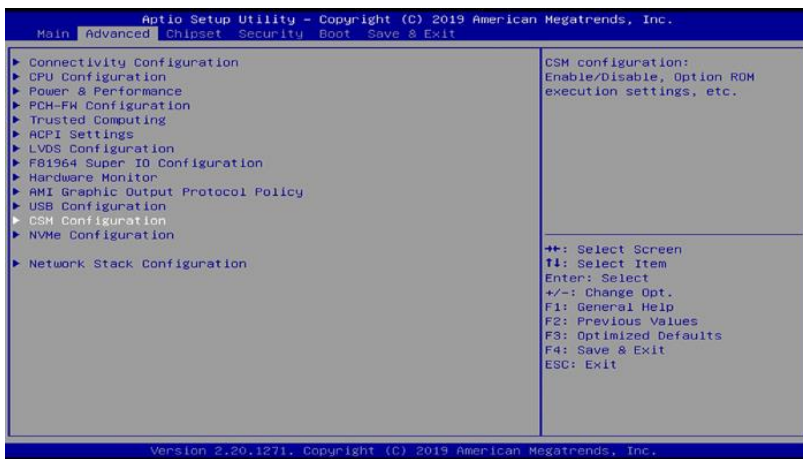 Aptio Setup Utility – Copyright (C) 2019 American Megatrends, Inc.
Main Advanced Chipset Security Boot Save & Exit
Connectivity Configuration
CPU Configuration
Power & Performance
PCH-FW Configuration
Trusted Computing
ACPI Settings
LVDS Configuration
F81964 Super IO Configuration
Hardware Monitor
AMI Graphic Output Protocol Policy
USB Configuration
CSM Configuration
NVMe Configuration
Network Stack Configuration
CSM configuration:
Enable/Disable, Option ROM
execution settings, etc.
→←: Select Screen
↑↓: Select Item
Enter: Select
+/-: Change Opt.
F1: General Help
F2: Previous Values
F3: Optimized Defaults
F4: Save & Exit
ESC: Exit
Version 2.20.1271. Copyright (C) 2019 American Megatrends, Inc.